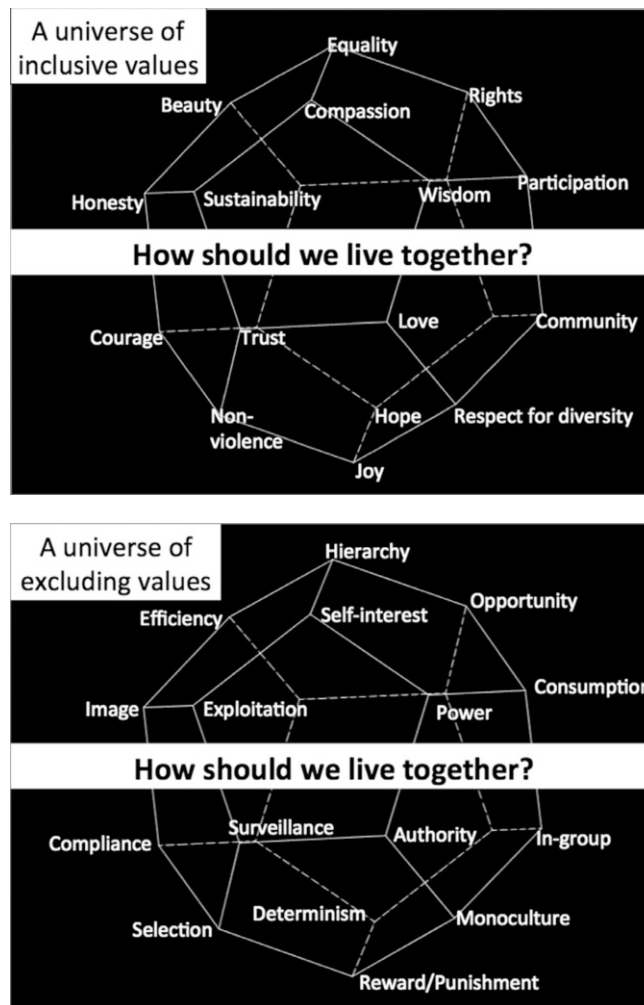 A universe of
inclusive values
Equality
Beauty
Compassion
Rights
Honesty
Sustainability
Wisdom
Participation
How should we live together?
Courage
Trust
Love
Community
Non-
violence
Hope
Respect for diversity
Joy
A universe of
excluding values
Hierarchy
Efficiency
Self-interest
Opportunity
Image
Exploitation
Power
Consumption
How should we live together?
Compliance
Surveillance
Authority
In-group
Selection
Determinism
Monoculture
Reward/Punishment